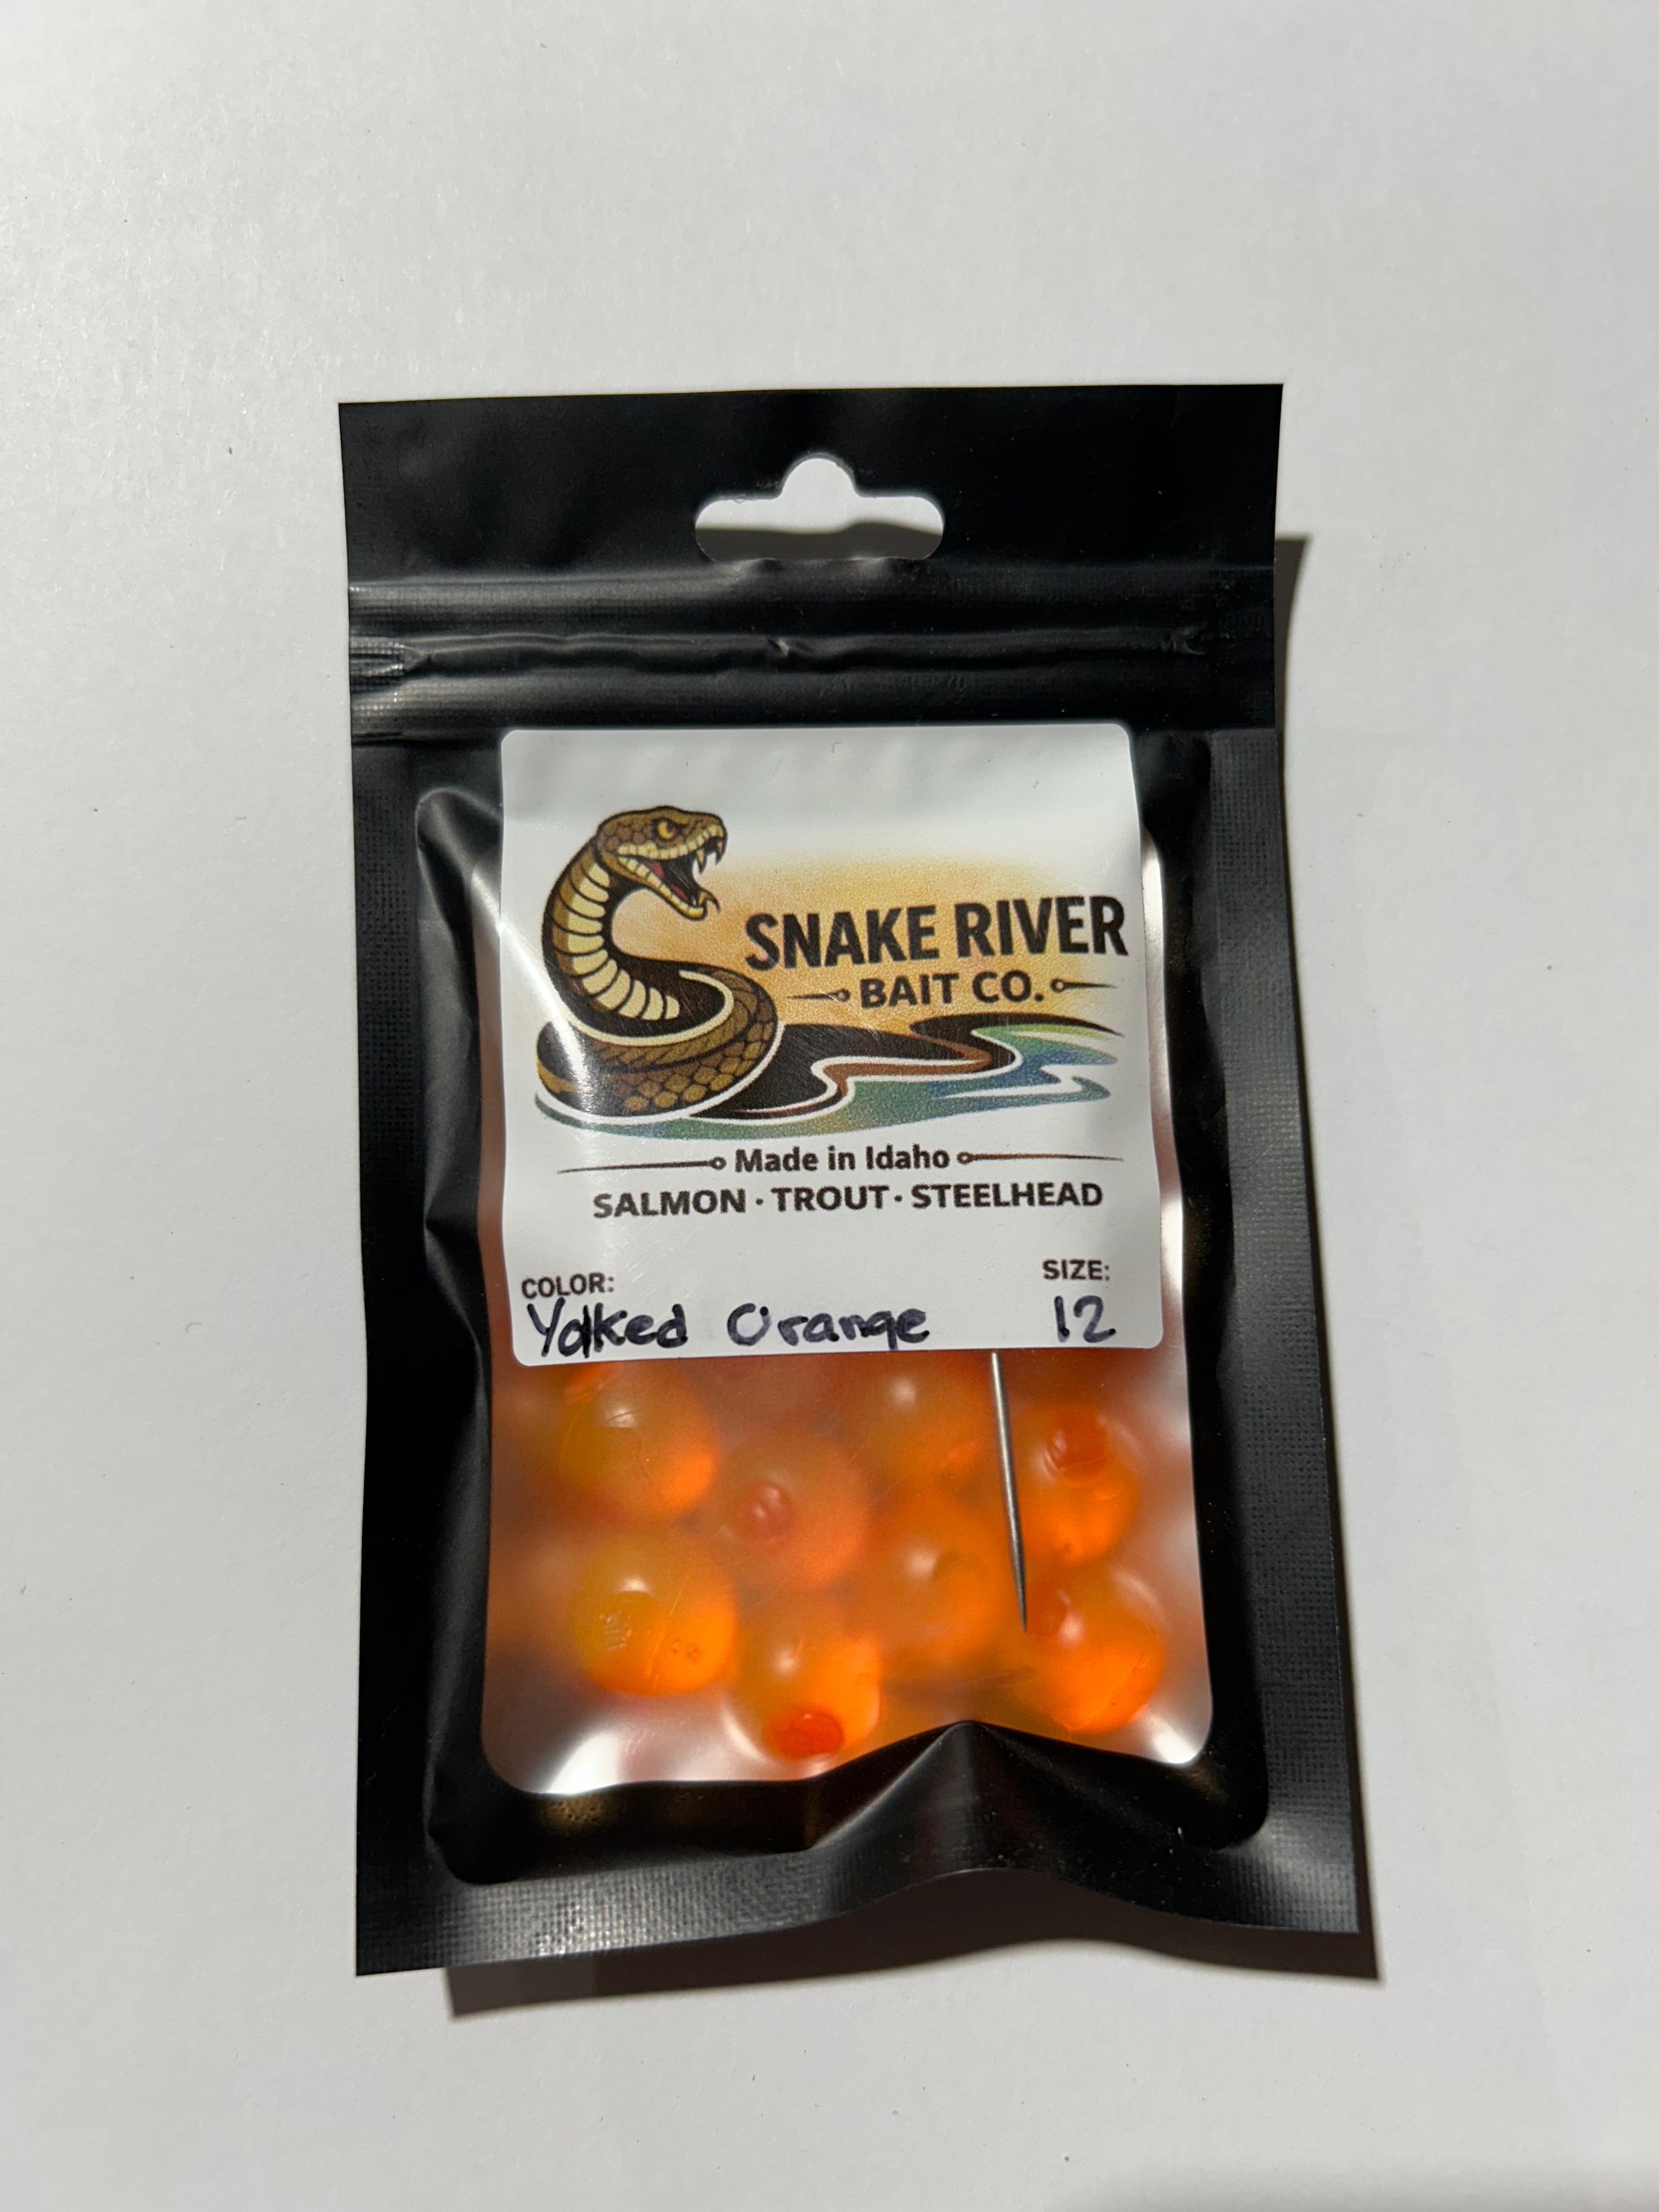 SNAKE RIVER
BAIT CO.
Made in Idaho
SALMON · TROUT · STEELHEAD
COLOR: SIZE:
Yolked Orange 12